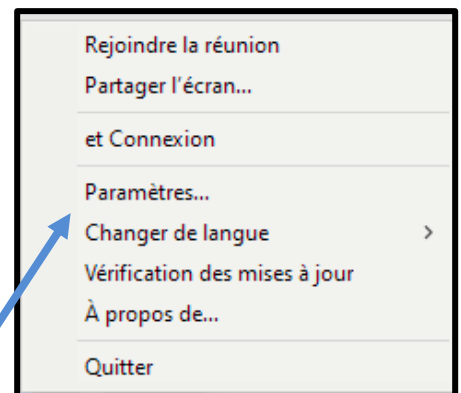 Rejoindre la réunion
Partager l'écran...
et Connexion
Paramètres...
Changer de langue
Vérification des mises à jour
À propos de...
Quitter